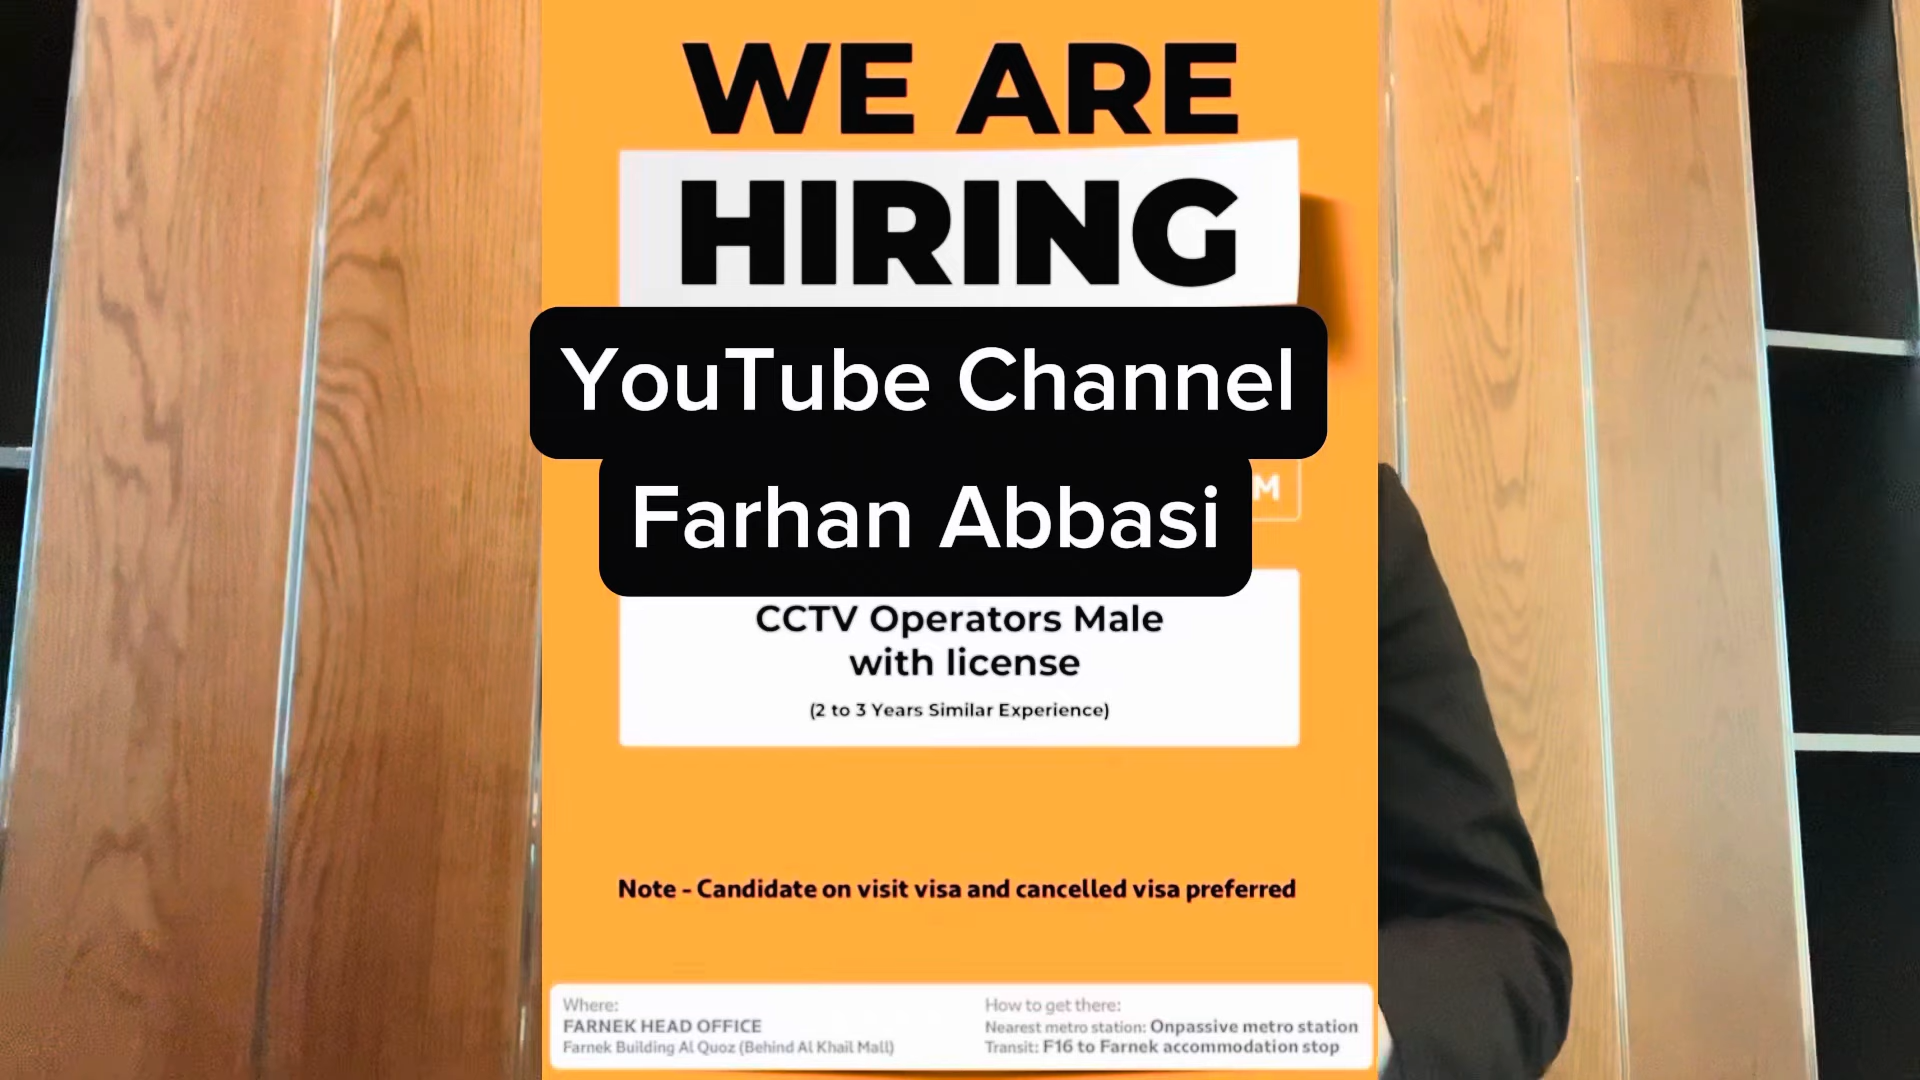 WE ARE
HIRING
YouTube Channel
Farhan Abbasi
M
CCTV Operators Male
with license
(2 to 3 Years Similar Experience)
Note - Candidate on visit visa and cancelled visa preferred
Where:
FARNEK HEAD OFFICE
Farnek Building Al Quoz (Behind Al Khail Mall)
How to get there:
Nearest metro station: Onpassive metro station
Transit: F16 to Farnek accommodation stop